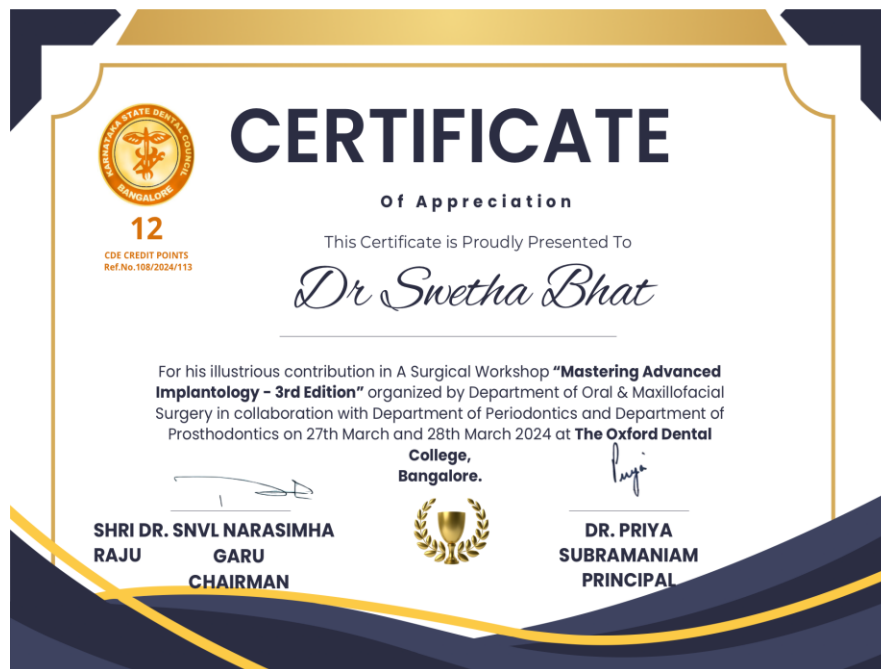 KARNATAKA STATE DENTAL COUNCIL
BANGALORE
12
CDE CREDIT POINTS
Ref.No.108/2024/113
CERTIFICATE
Of Appreciation
This Certificate is Proudly Presented To
Dr Swetha Bhat
For his illustrious contribution in A Surgical Workshop “Mastering Advanced
Implantology - 3rd Edition” organized by Department of Oral & Maxillofacial
Surgery in collaboration with Department of Periodontics and Department of
Prosthodontics on 27th March and 28th March 2024 at The Oxford Dental
College,
Bangalore.
Priya
SHRI DR. SNVL NARASIMHA
RAJU GARU
CHAIRMAN
DR. PRIYA
SUBRAMANIAM
PRINCIPAL